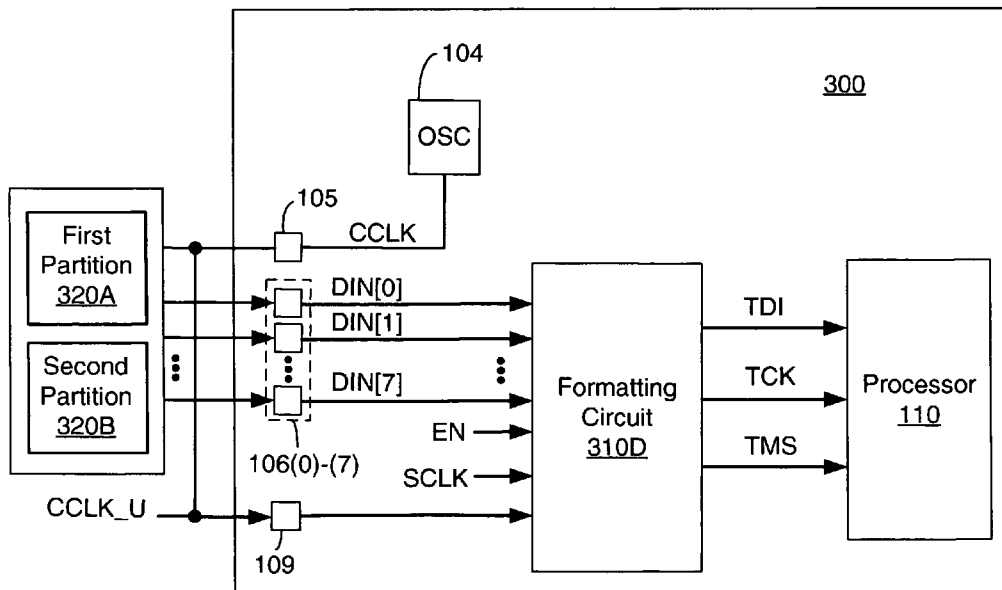 104
300
OSC
105
CCLK
First
Partition
320A
DIN[0]
DIN[1]
DIN[7]
Second
Partition
320B
TDI
TCK
TMS
Formatting
Circuit
310D
Processor
110
EN
106(0)-(7)
SCLK
CCLK_U
109